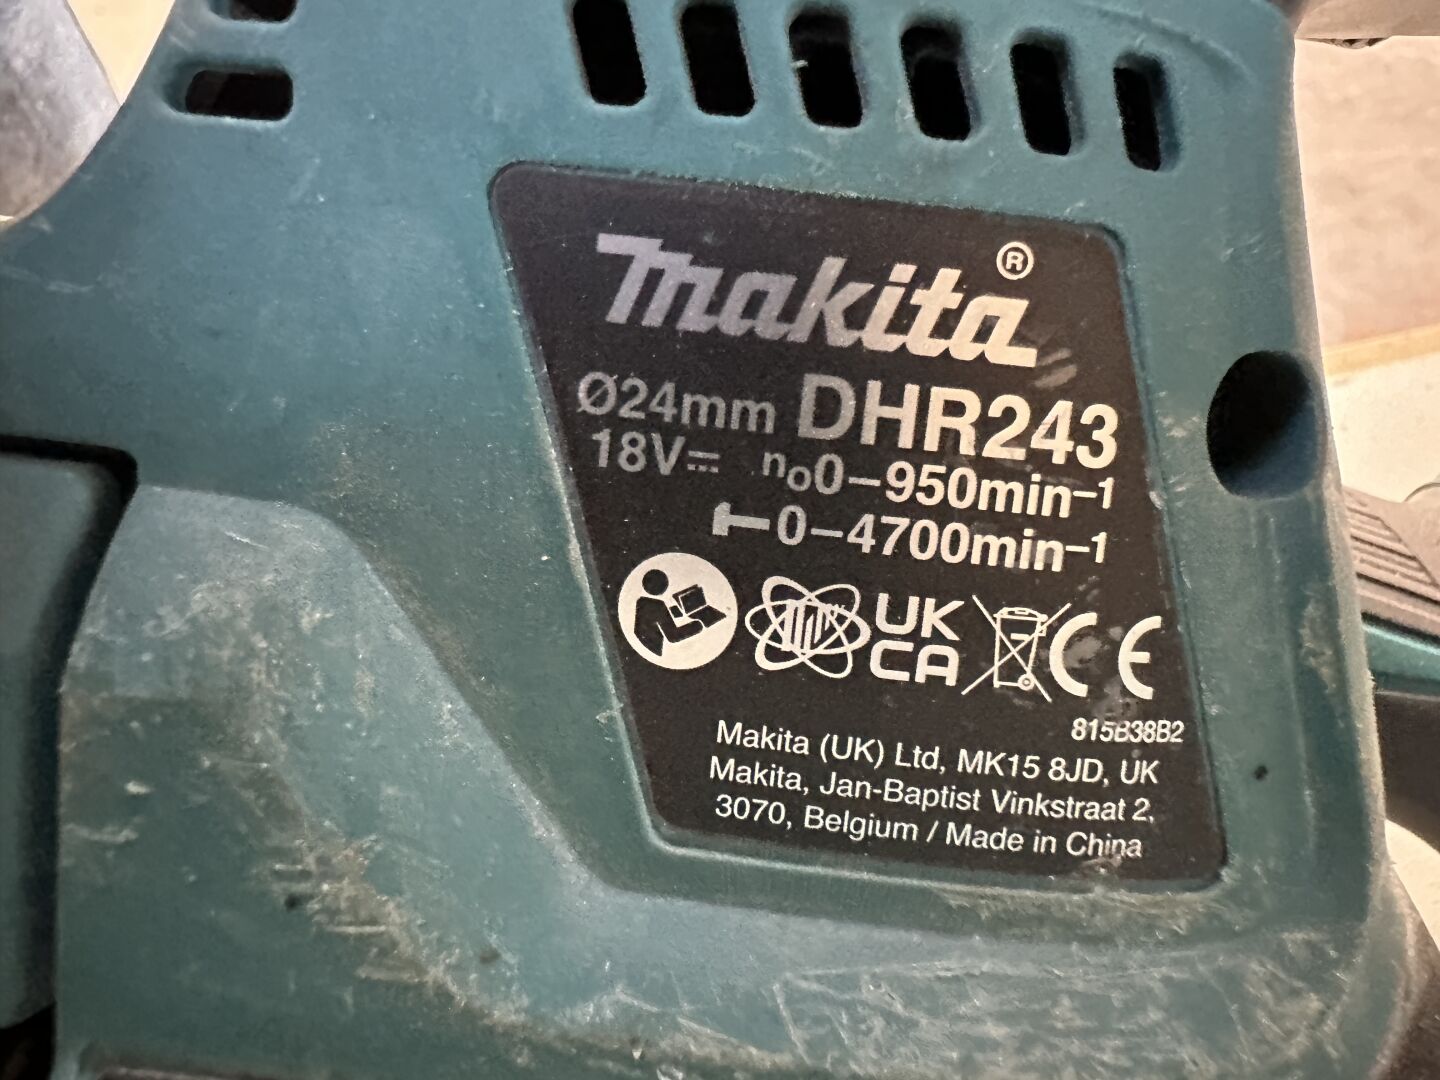 makita®
Ø24mm DHR243
18V⎓ n₀0–950min⁻¹
0–4700min⁻¹
UK
CA
CE
815B38B2
Makita (UK) Ltd, MK15 8JD, UK
Makita, Jan-Baptist Vinkstraat 2,
3070, Belgium / Made in China